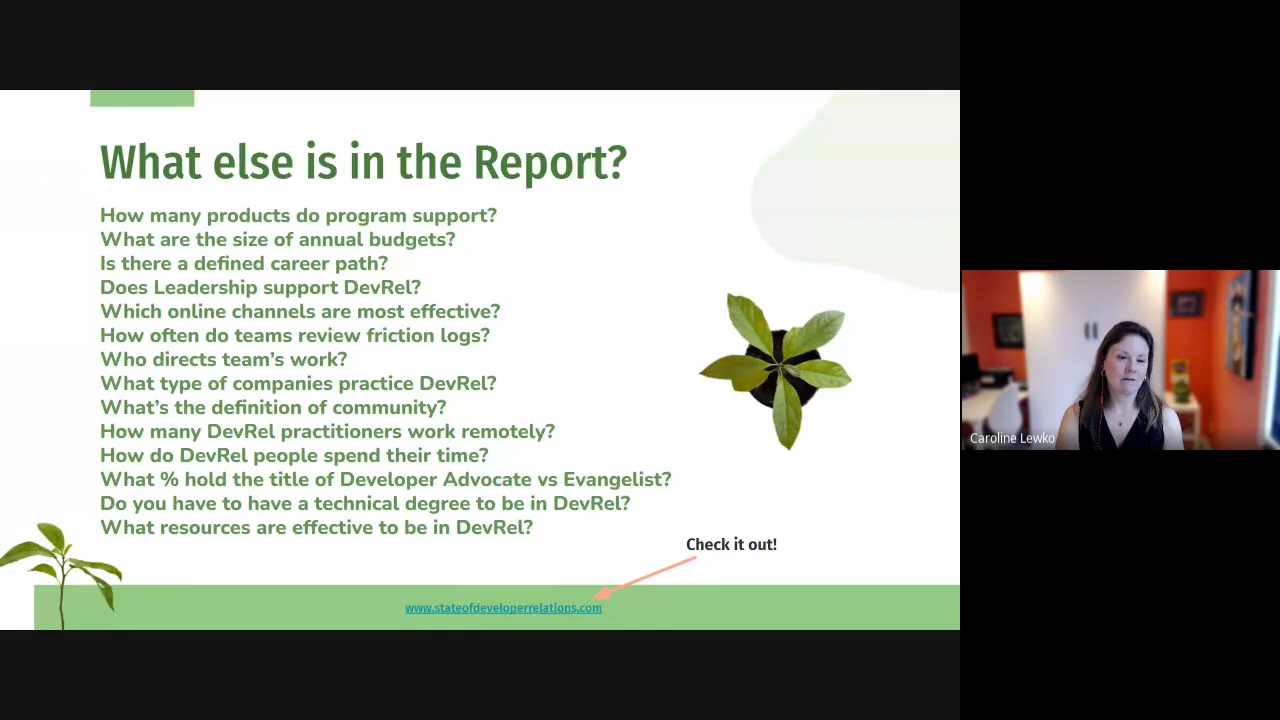 What else is in the Report?
How many products do program support?
What are the size of annual budgets?
Is there a defined career path?
Does Leadership support DevRel?
Which online channels are most effective?
How often do teams review friction logs?
Who directs team's work?
What type of companies practice DevRel?
What's the definition of community?
How many DevRel practitioners work remotely?
How do DevRel people spend their time?
What % hold the title of Developer Advocate vs Evangelist?
Do you have to have a technical degree to be in DevRel?
What resources are effective to be in DevRel?
Check it out!
www.stateofdeveloperrelations.com
Caroline Lewko